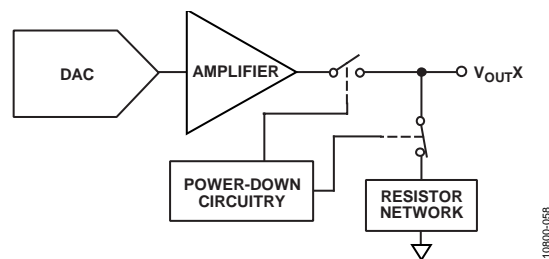 DAC
AMPLIFIER
VOUTX
POWER-DOWN
CIRCUITRY
RESISTOR
NETWORK
10800-058